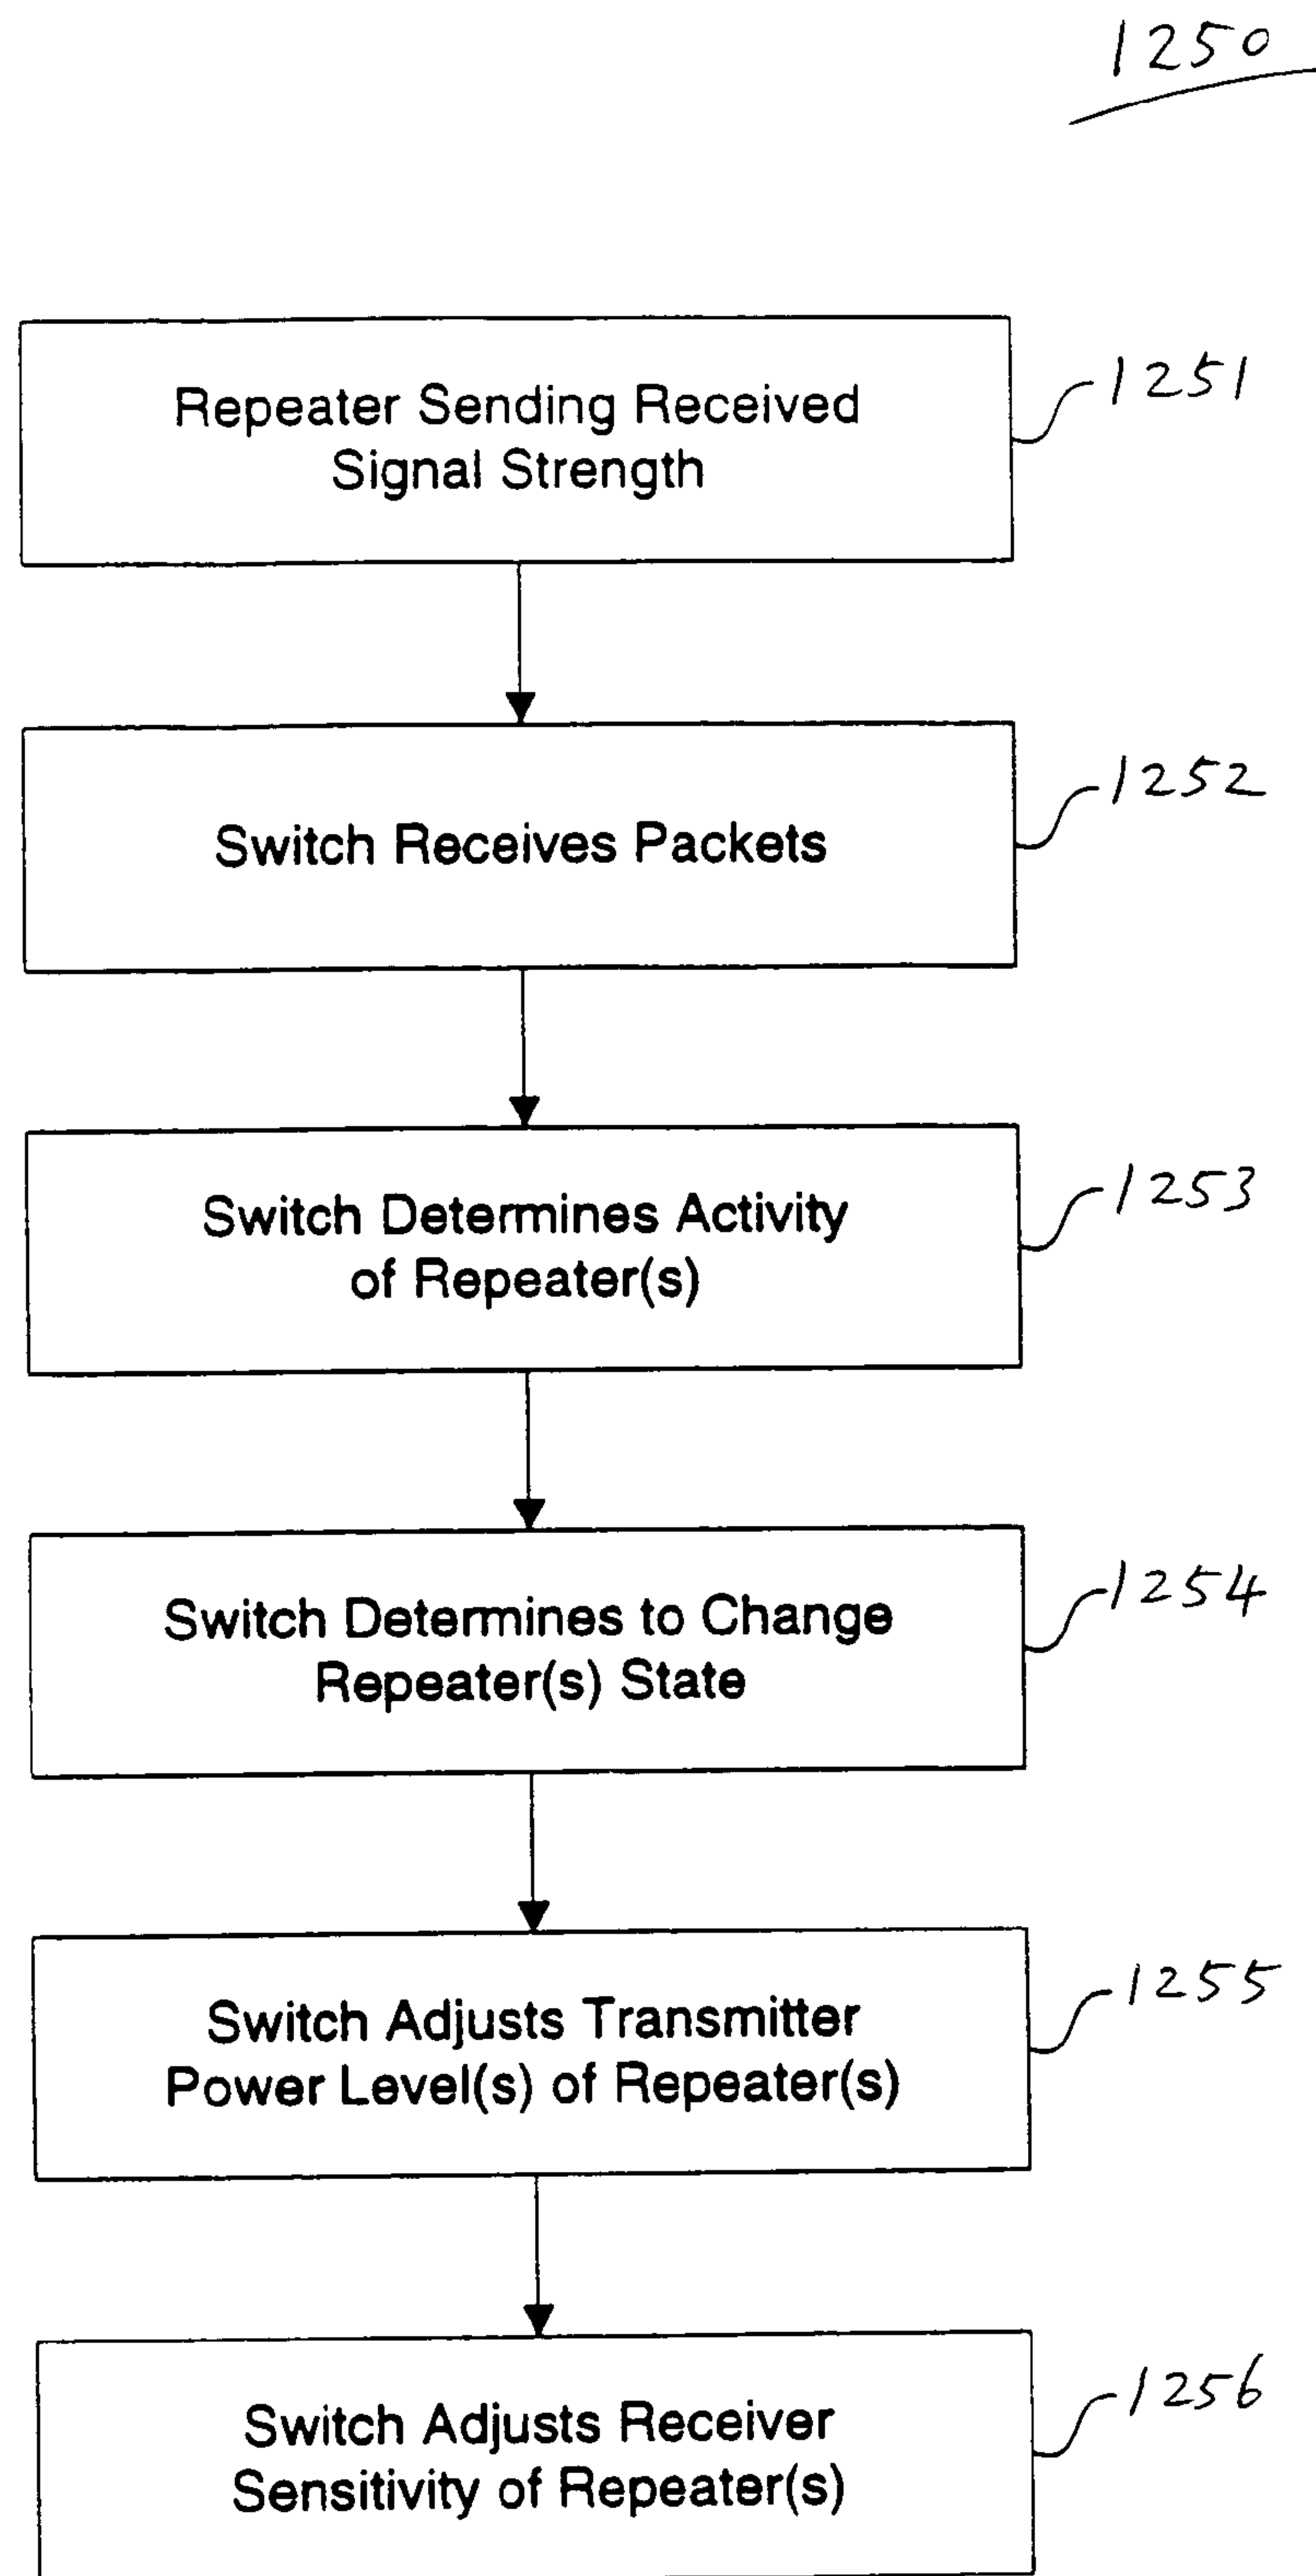 1250
Repeater Sending Received
Signal Strength
1251
Switch Receives Packets
1252
Switch Determines Activity
of Repeater(s)
1253
Switch Determines to Change
Repeater(s) State
1254
Switch Adjusts Transmitter
Power Level(s) of Repeater(s)
1255
Switch Adjusts Receiver
Sensitivity of Repeater(s)
1256